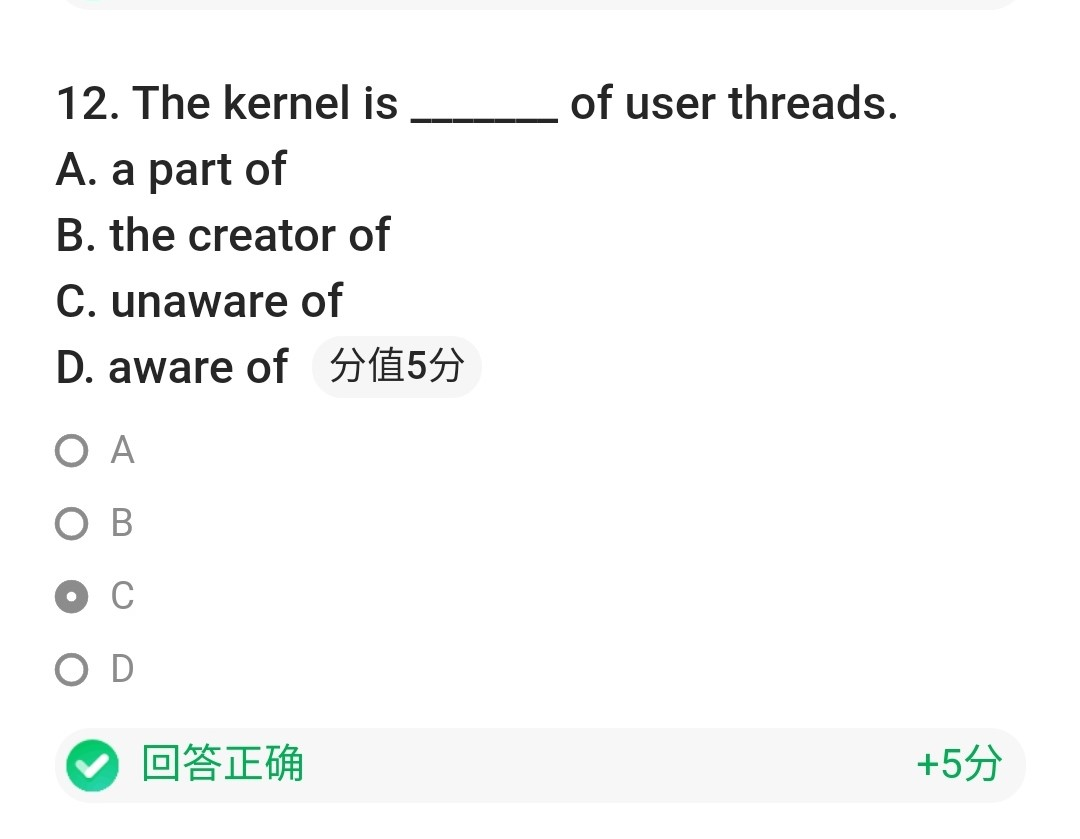 12. The kernel is _______ of user threads.
A. a part of
B. the creator of
C. unaware of
D. aware of 分值5分
A
B
C
D
回答正确 +5分